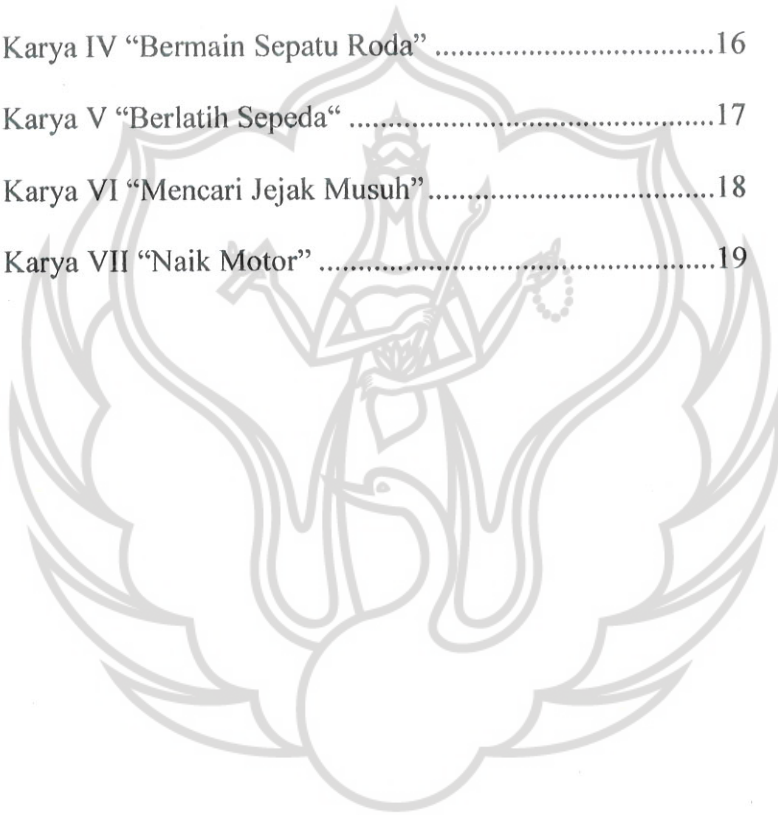 Karya IV “Bermain Sepatu Roda” .................................16
Karya V “Berlatih Sepeda“ ...........................................17
Karya VI “Mencari Jejak Musuh”..................................18
Karya VII “Naik Motor” ...............................................19